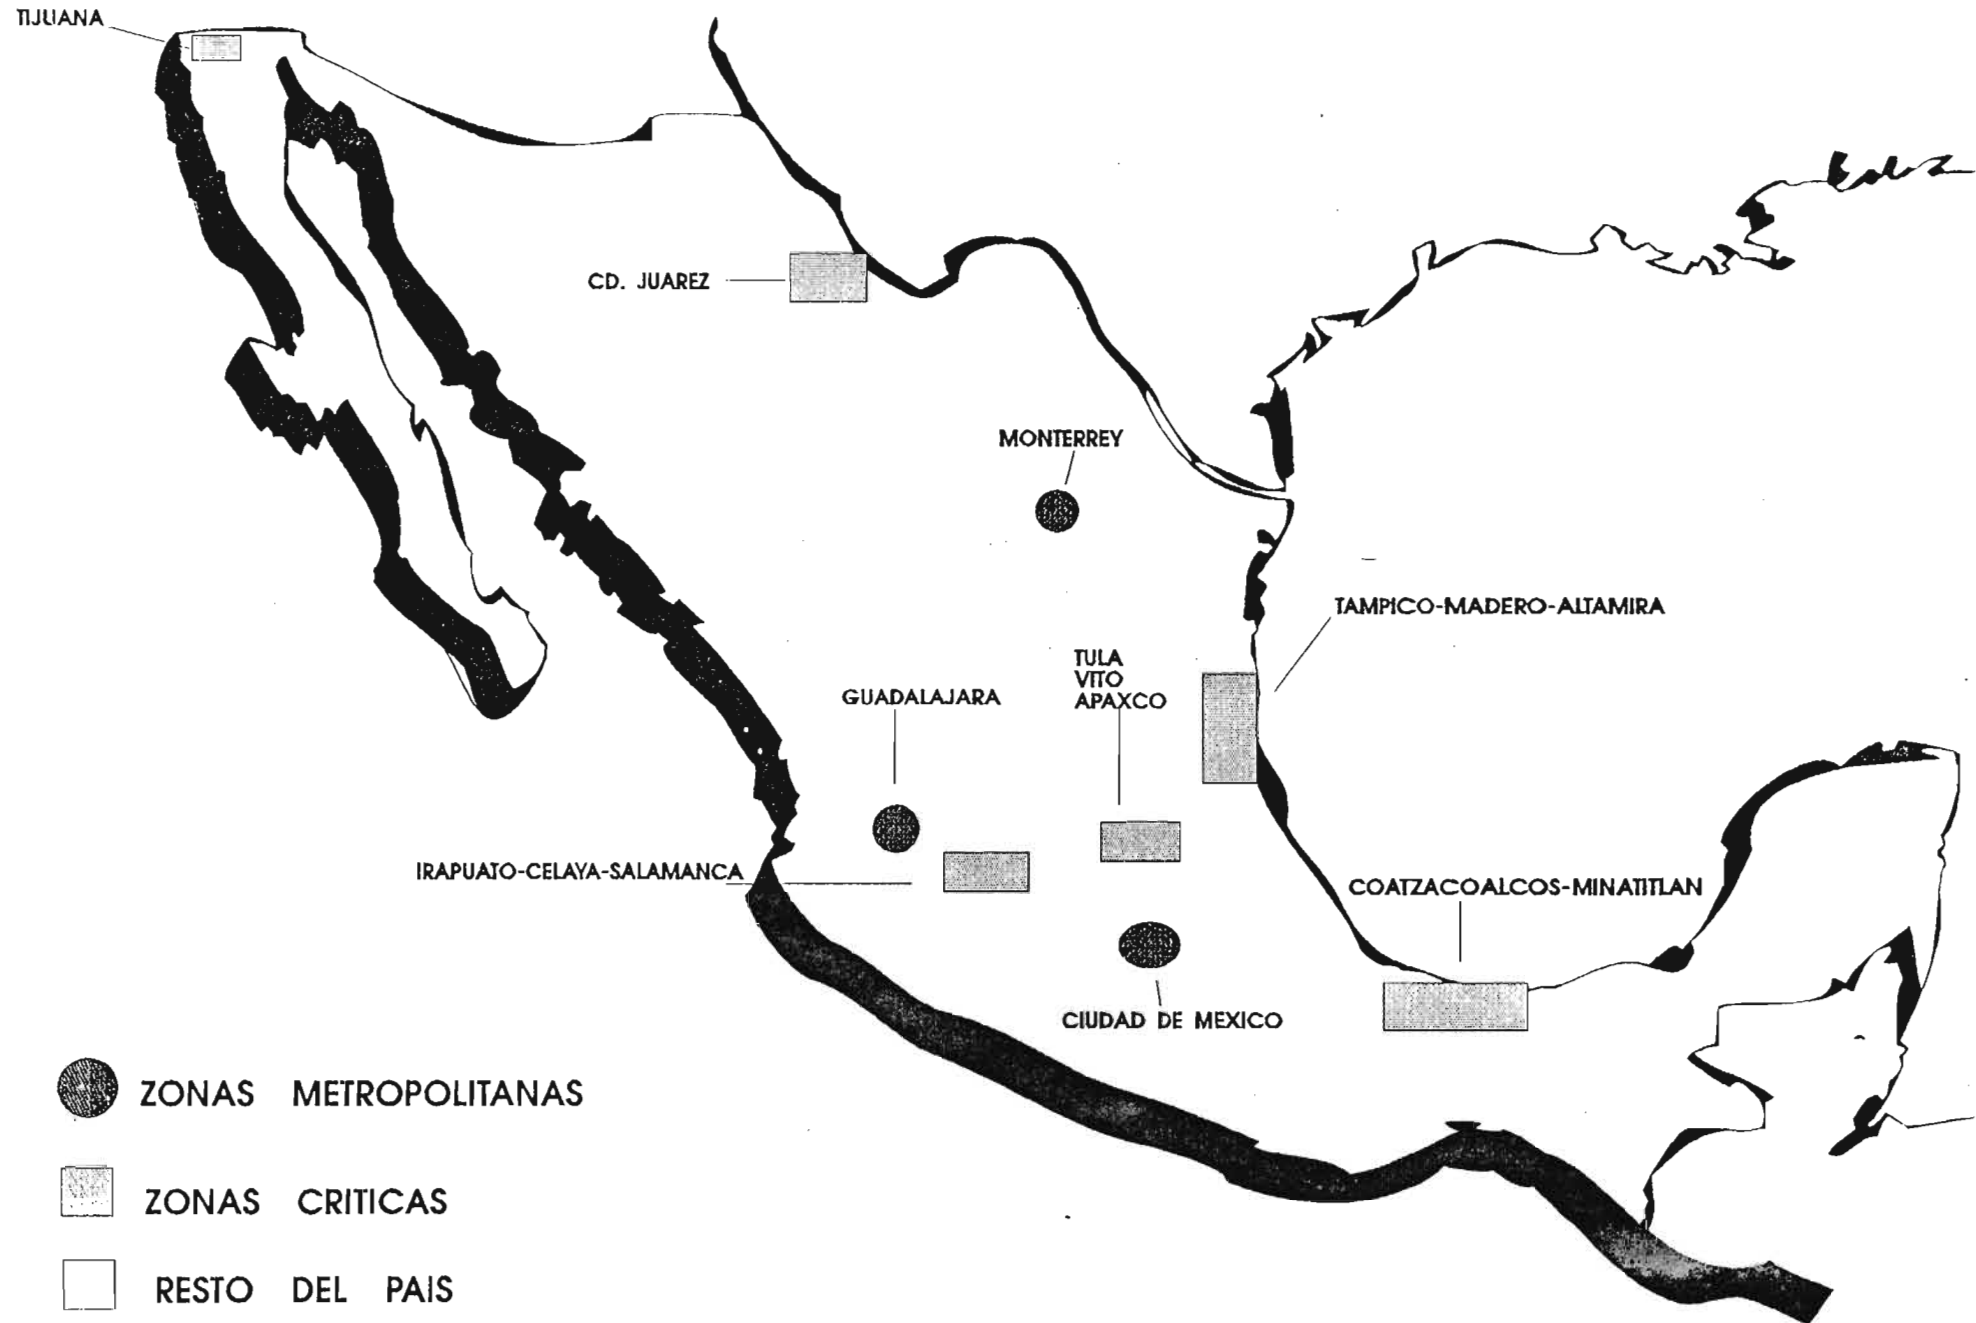 TIJUANA
CD. JUAREZ
MONTERREY
TAMPICO-MADERO-ALTAMIRA
TULA
VITO
APAXCO
GUADALAJARA
IRAPUATO-CELAYA-SALAMANCA
COATZACOALCOS-MINATITLAN
CIUDAD DE MEXICO
ZONAS METROPOLITANAS
ZONAS CRITICAS
RESTO DEL PAIS